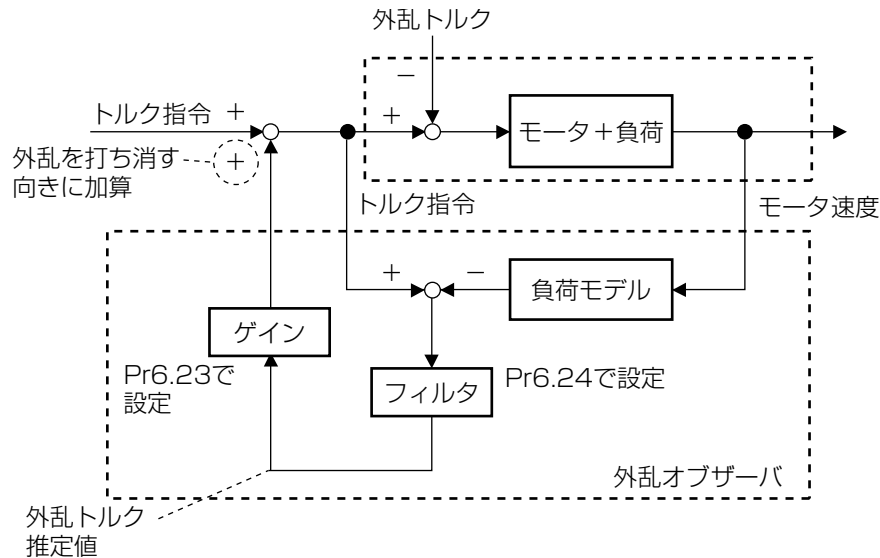 外乱トルク
−
トルク指令
+
+
モータ+負荷
外乱を打ち消す
向きに加算
+
トルク指令
モータ速度
+
−
負荷モデル
ゲイン
Pr6.23で
設定
フィルタ
Pr6.24で設定
外乱オブザーバ
外乱トルク
推定値